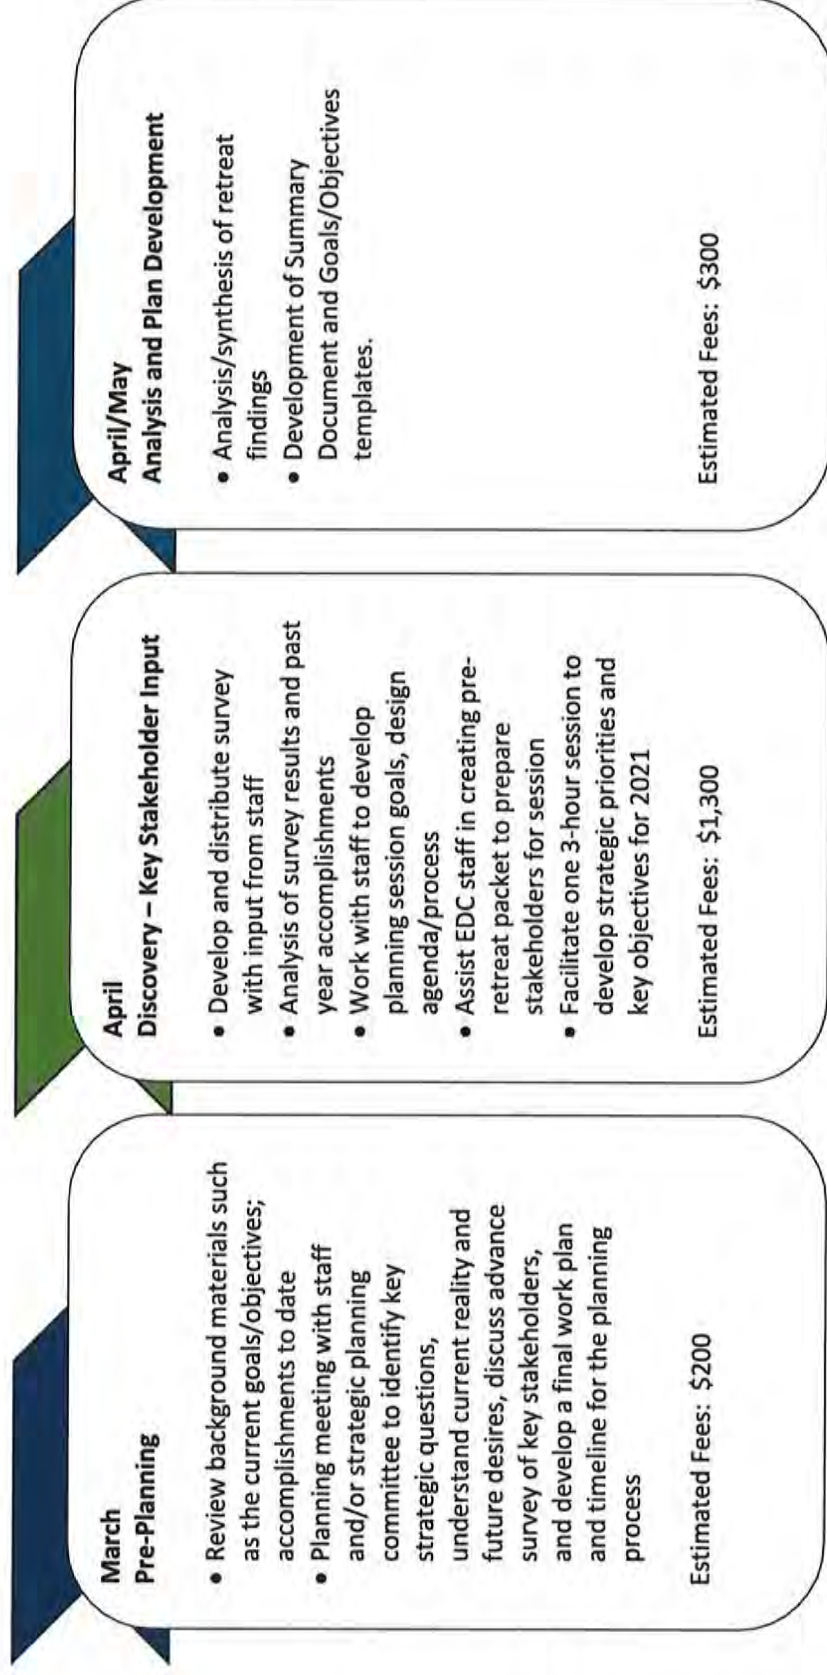 March
Pre-Planning
• Review background materials such
as the current goals/objectives;
accomplishments to date
• Planning meeting with staff
and/or strategic planning
committee to identify key
strategic questions,
understand current reality and
future desires, discuss advance
survey of key stakeholders,
and develop a final work plan
and timeline for the planning
process
Estimated Fees: $200
April
Discovery – Key Stakeholder Input
• Develop and distribute survey
with input from staff
• Analysis of survey results and past
year accomplishments
• Work with staff to develop
planning session goals, design
agenda/process
• Assist EDC staff in creating pre-
retreat packet to prepare
stakeholders for session
• Facilitate one 3-hour session to
develop strategic priorities and
key objectives for 2021
Estimated Fees: $1,300
April/May
Analysis and Plan Development
• Analysis/synthesis of retreat
findings
• Development of Summary
Document and Goals/Objectives
templates.
Estimated Fees: $300